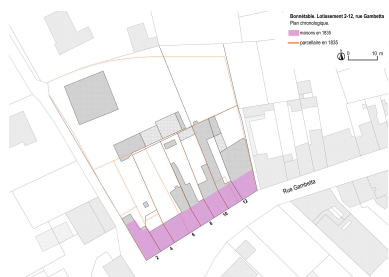 Bonnétable. Lotissement 2-12, rue Gambetta
Plan chronologique.
maisons en 1835
parcellaire en 1835
10 m
Rue Gambetta
2
4
6
8
10
12